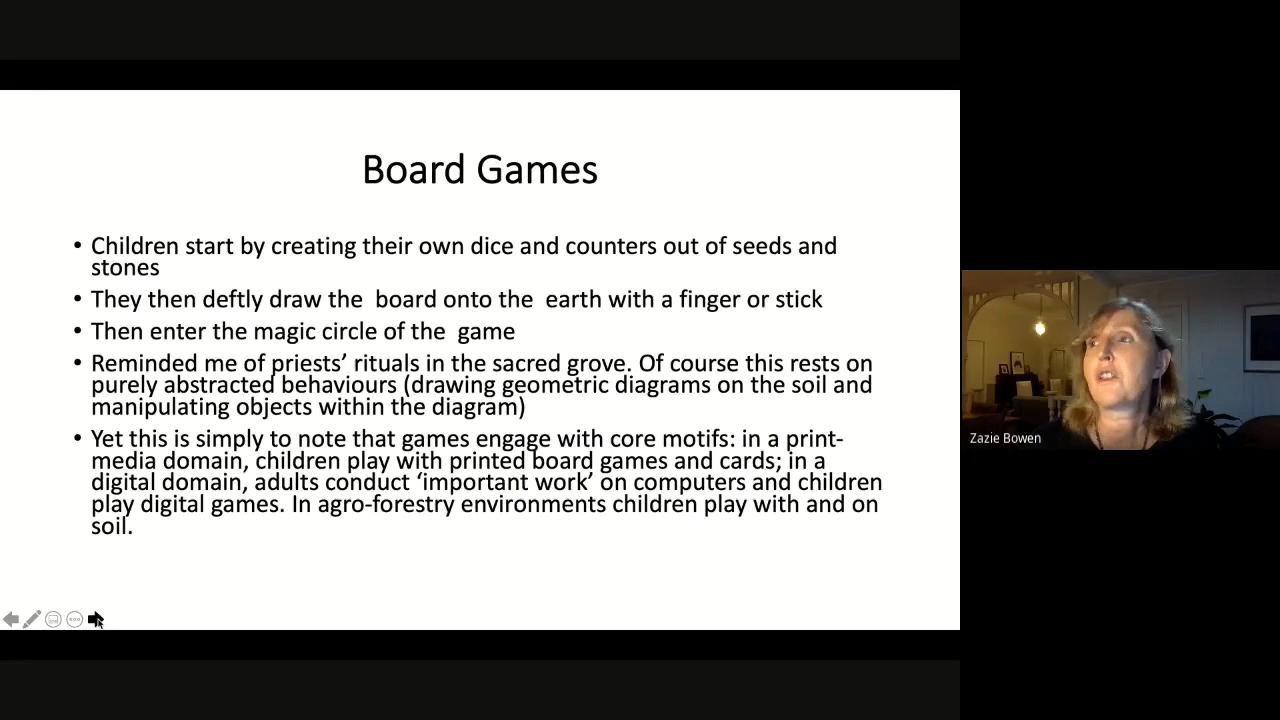 Board Games
• Children start by creating their own dice and counters out of seeds and
stones
• They then deftly draw the  board onto the  earth with a finger or stick
• Then enter the magic circle of the  game
• Reminded me of priests’ rituals in the sacred grove. Of course this rests on
purely abstracted behaviours (drawing geometric diagrams on the soil and
manipulating objects within the diagram)
• Yet this is simply to note that games engage with core motifs: in a print-
media domain, children play with printed board games and cards; in a
digital domain, adults conduct ‘important work’ on computers and children
play digital games. In agro-forestry environments children play with and on
soil.
Zazie Bowen